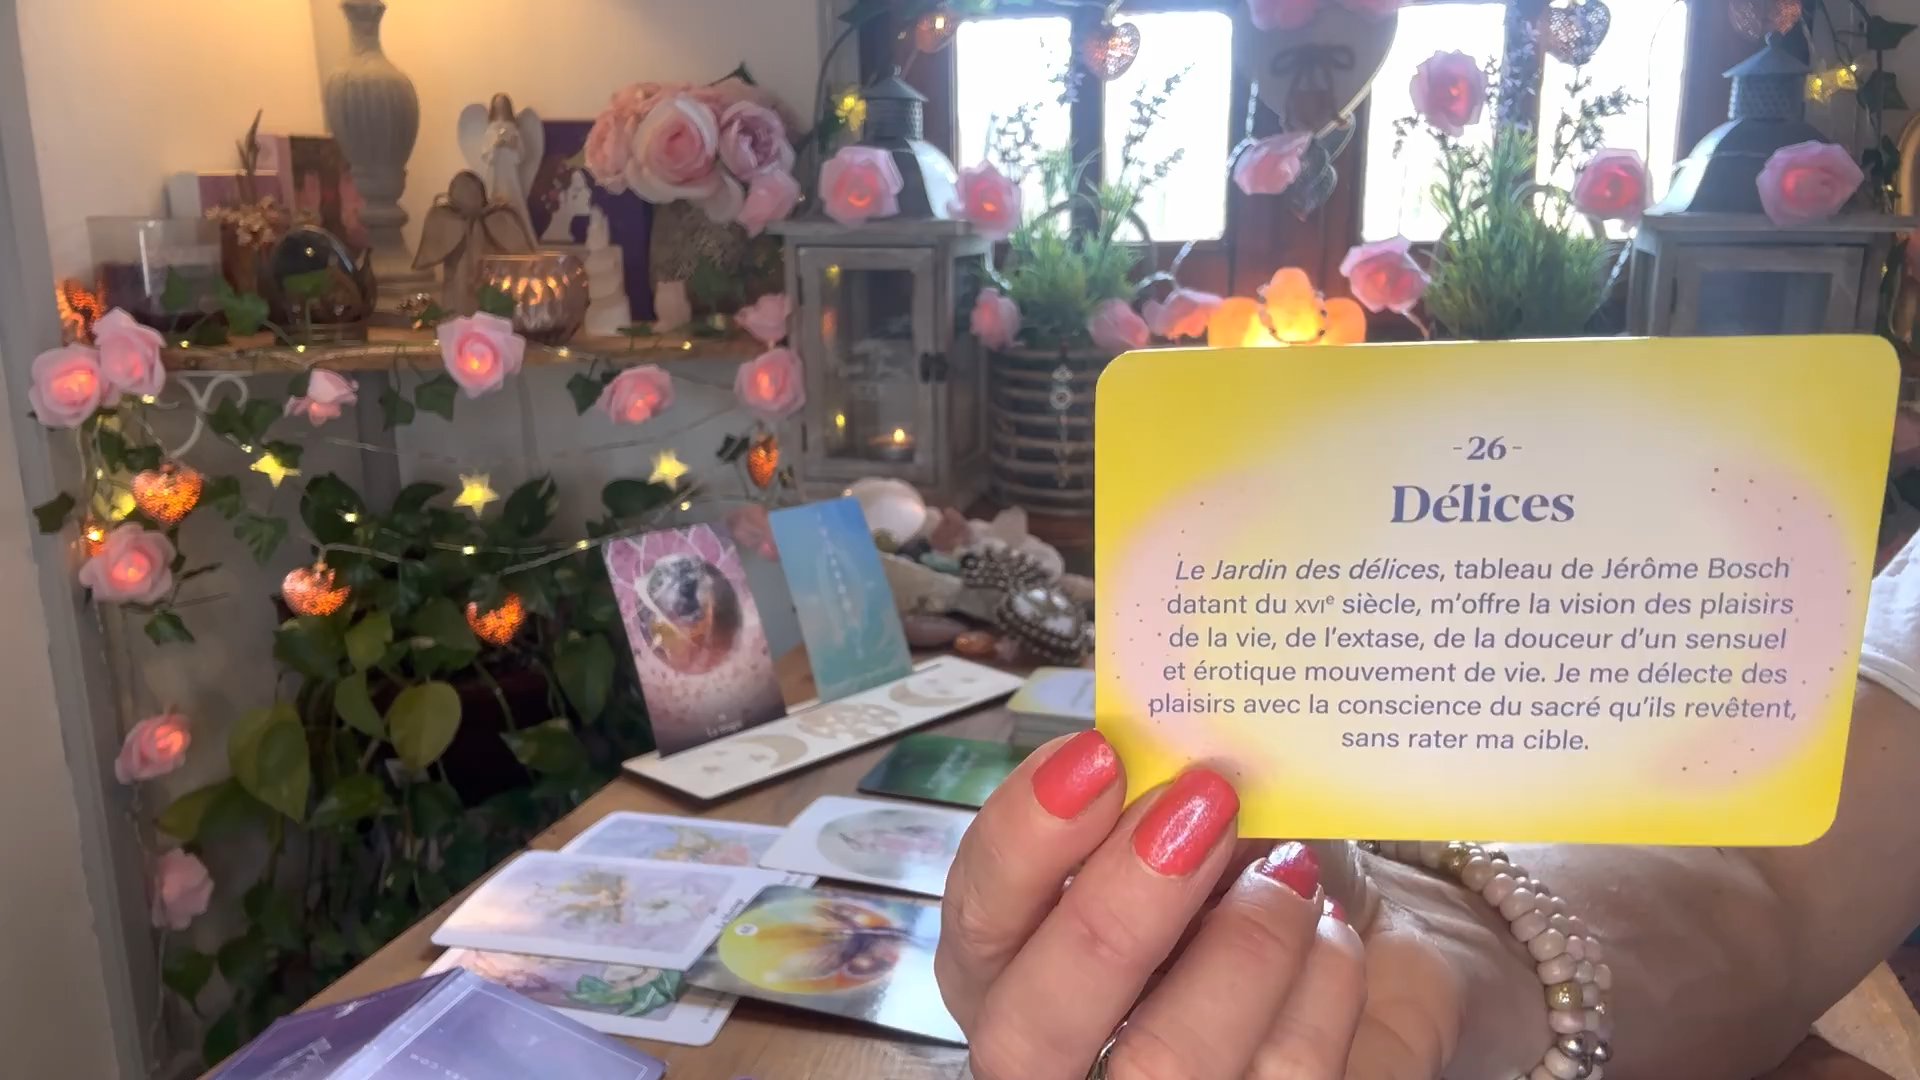 -26-
Délices
Le Jardin des délices, tableau de Jérôme Bosch
datant du XVIe siècle, m'offre la vision des plaisirs
de la vie, de l'extase, de la douceur d'un sensuel
et érotique mouvement de vie. Je me délecte des
plaisirs avec la conscience du sacré qu'ils revêtent,
sans rater ma cible.